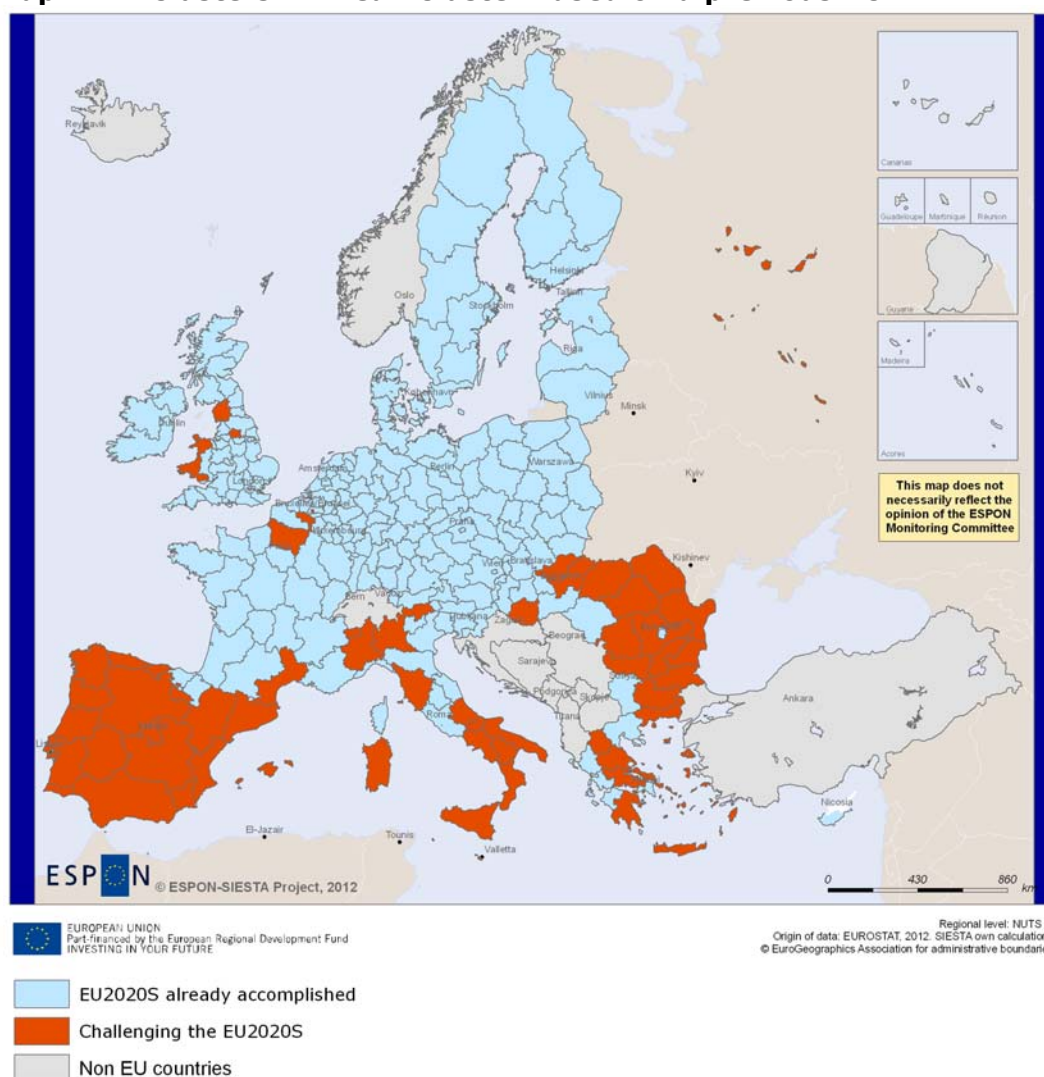 Reykjavik
Canarias
Guadeloupe
Martinique
Réunion
Guyane
Madeira
Acores
Oslo
Helsinki
Tallinn
Stockholm
Riga
København
Vilnius
Minsk
Dublin
Amsterdam
Berlin
Warszawa
London
Kyiv
Praha
Luxembourg
Wien
Bratislava
Kishinev
Bern
Vaduz
Ljubljana
Zagreb
Beograd
Sarajevo
Podgorica
Skopje
Tirana
Roma
Ankara
Nicosia
El-Jazair
Tounis
Valletta
This map does not
necessarily reflect the
opinion of the ESPON
Monitoring Committee
ESPON © ESPON-SIESTA Project, 2012
0 430 860
km
EUROPEAN UNION
Part-financed by the European Regional Development Fund
INVESTING IN YOUR FUTURE
Regional level: NUTS
Origin of data: EUROSTAT, 2012. SIESTA own calculation
© EuroGeographics Association for administrative boundarie
EU2020S already accomplished
Challenging the EU2020S
Non EU countries